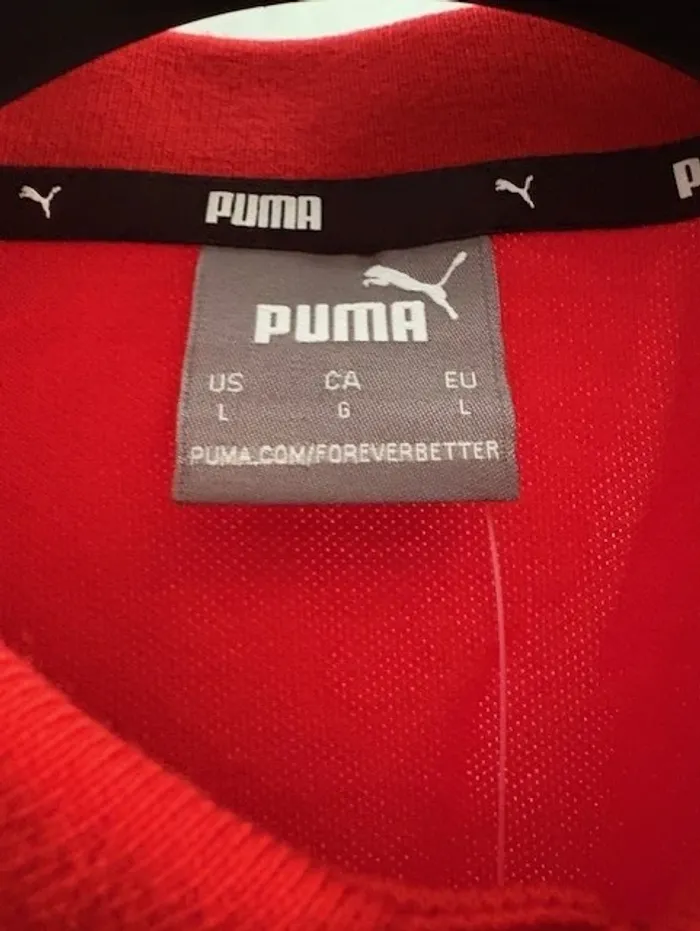 PUMA P
PUMA
US CA EU
L G L
PUMA.COM/FOREVERBETTER